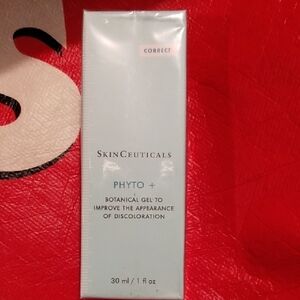 CORRECT
SKINCEUTICALS
PHYTO +
BOTANICAL GEL TO
IMPROVE THE APPEARANCE
OF DISCOLORATION
30 ml / 1 fl oz